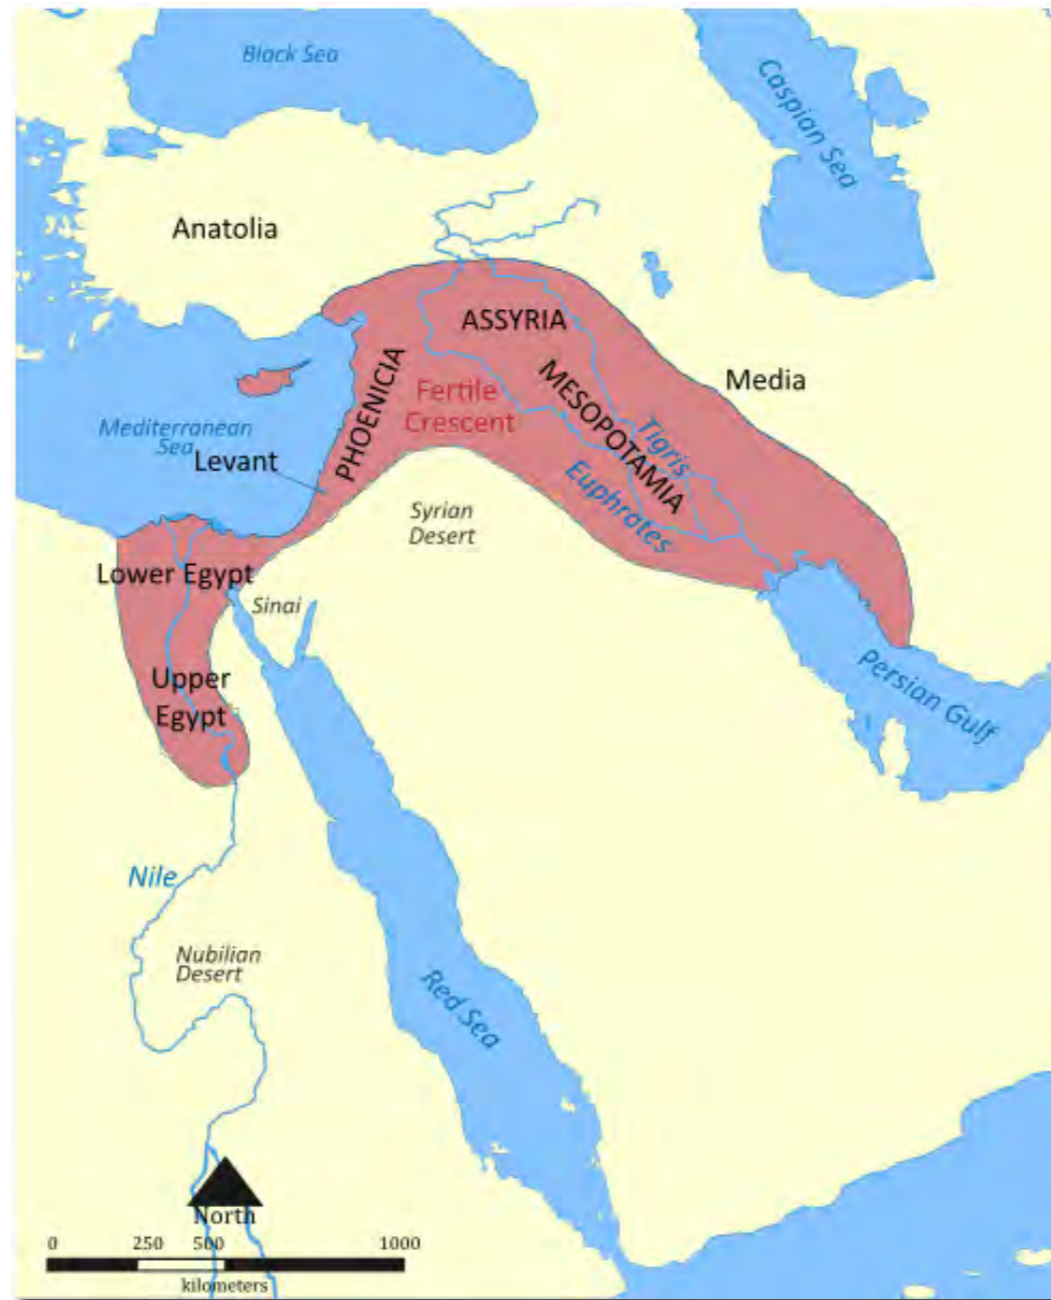 Black Sea
Caspian Sea
Anatolia
ASSYRIA
Media
MESOPOTAMIA
PHOENICIA
Fertile
Crescent
Tigris
Mediterranean
Sea
Levant
Euphrates
Syrian
Desert
Lower Egypt
Sinai
Upper
Egypt
Persian Gulf
Nile
Nubilian
Desert
Red Sea
North
0 250 500 1000
kilometers